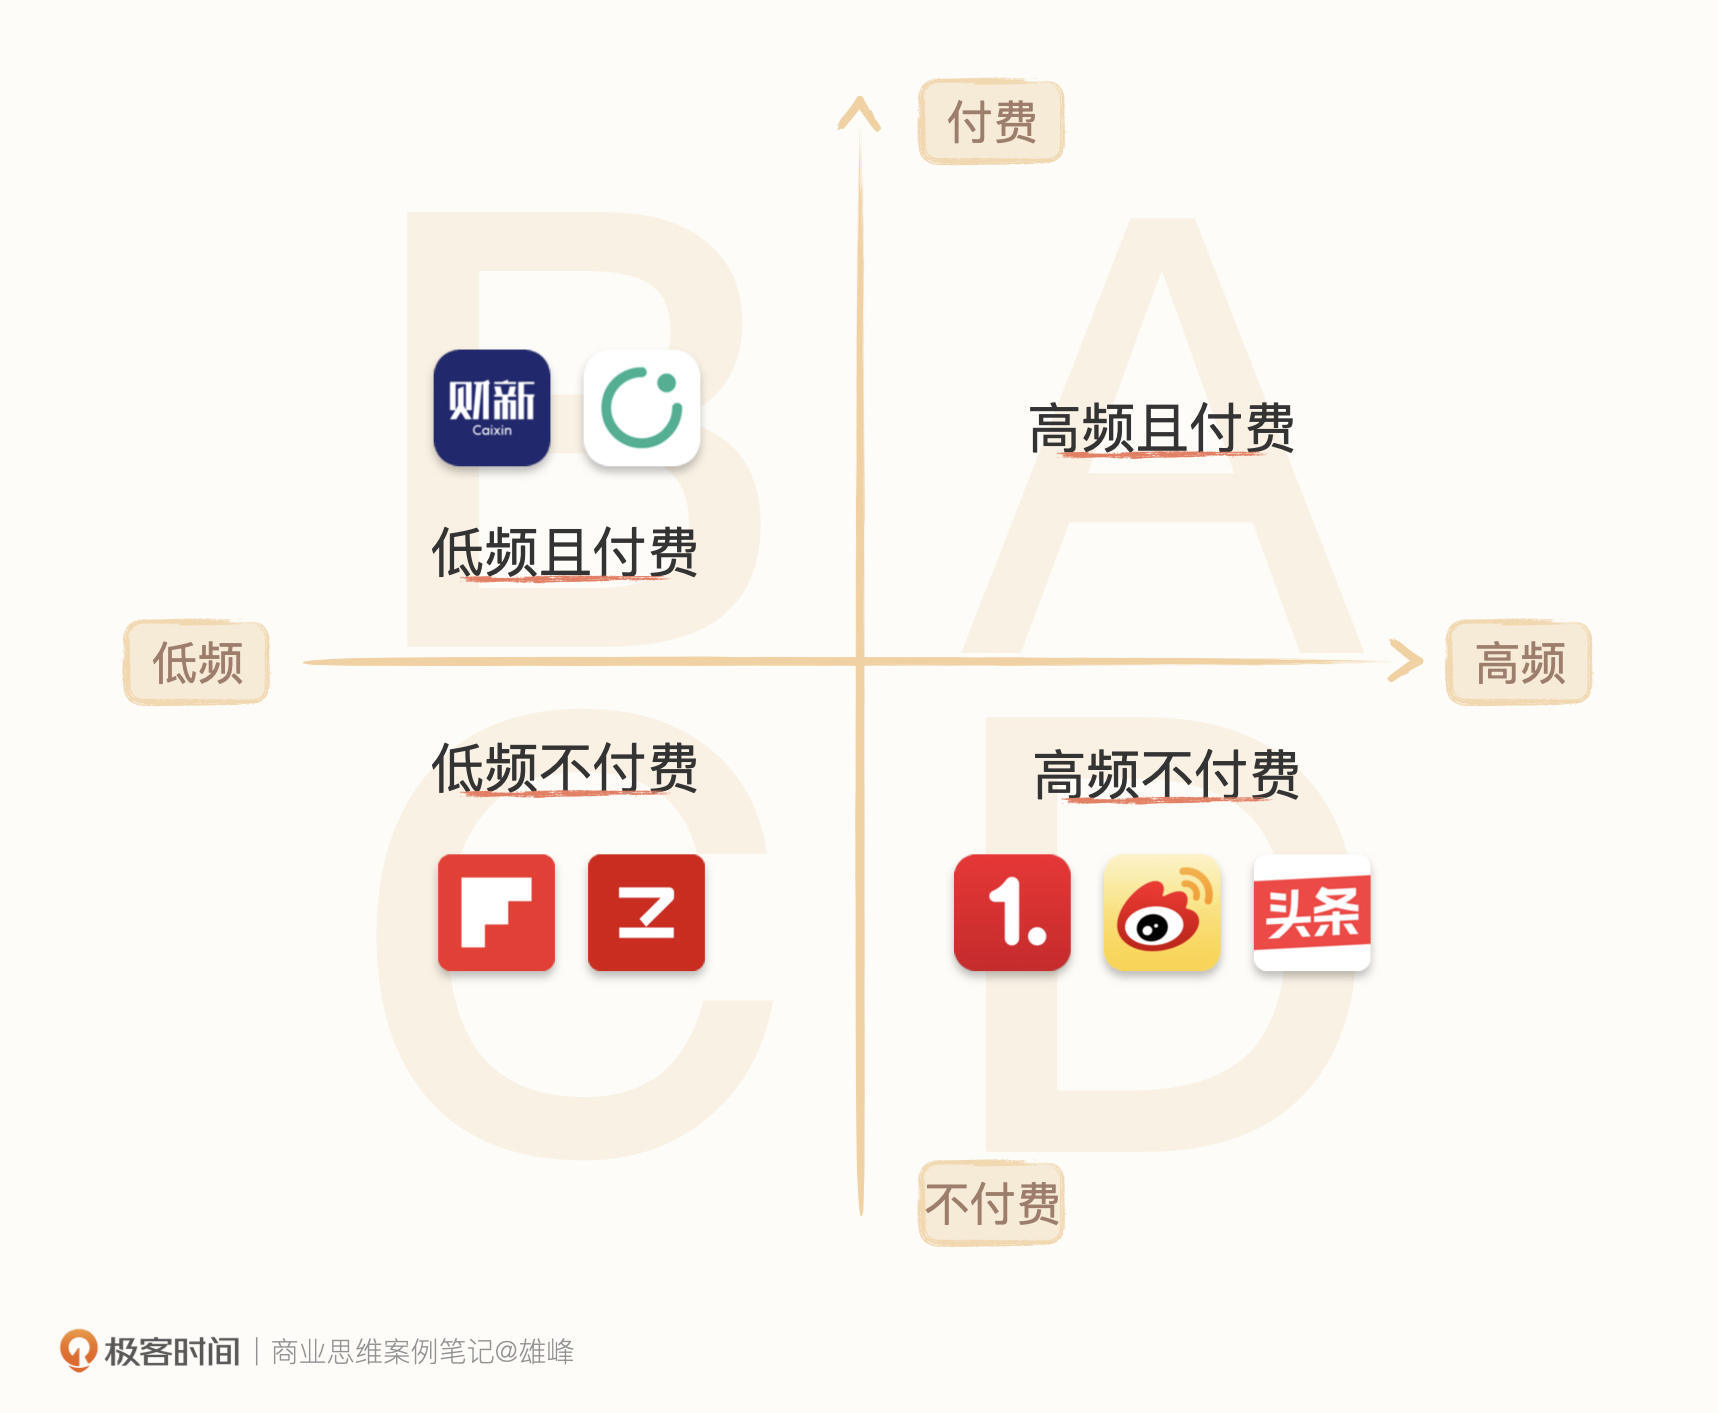 付费
B
A
财新
Caixin
高频且付费
低频且付费
低频
高频
C
D
低频不付费
高频不付费
1.
头条
不付费
极客时间 | 商业思维案例笔记@雄峰